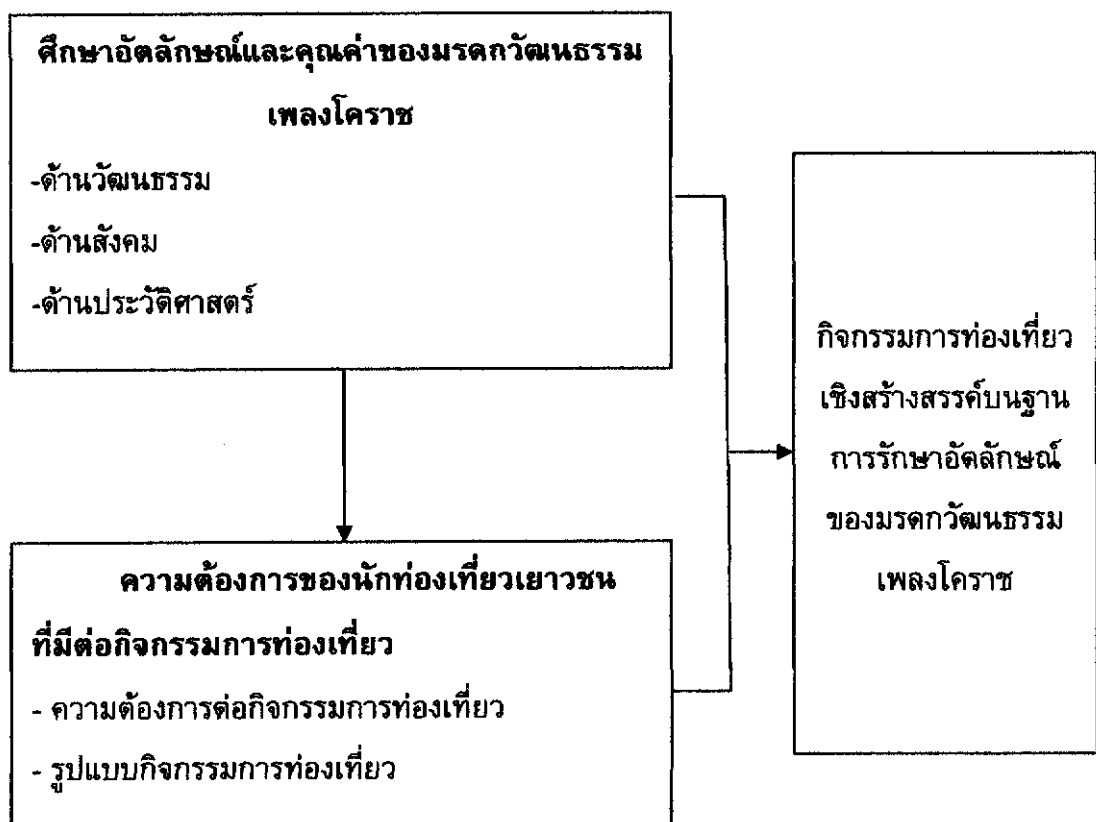 ศึกษาอัตลักษณ์และคุณค่าของมรดกวัฒนธรรม
เพลงโคราช
-ด้านวัฒนธรรม
-ด้านสังคม
-ด้านประวัติศาสตร์
ความต้องการของนักท่องเที่ยวเยาวชน
ที่มีต่อกิจกรรมการท่องเที่ยว
- ความต้องการต่อกิจกรรมการท่องเที่ยว
- รูปแบบกิจกรรมการท่องเที่ยว
กิจกรรมการท่องเที่ยว
เชิงสร้างสรรค์บนฐาน
การรักษาอัตลักษณ์
ของมรดกวัฒนธรรม
เพลงโคราช